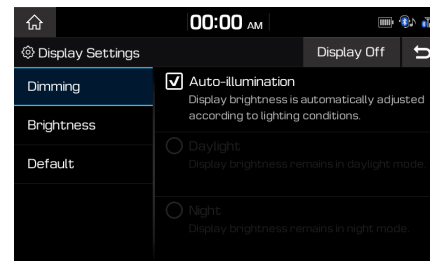 00:00 AM
Display Settings
Display Off
Dimming
Auto-illumination
Display brightness is automatically adjusted
according to lighting conditions.
Brightness
Daylight
Display brightness remains in daylight mode.
Default
Night
Display brightness remains in night mode.